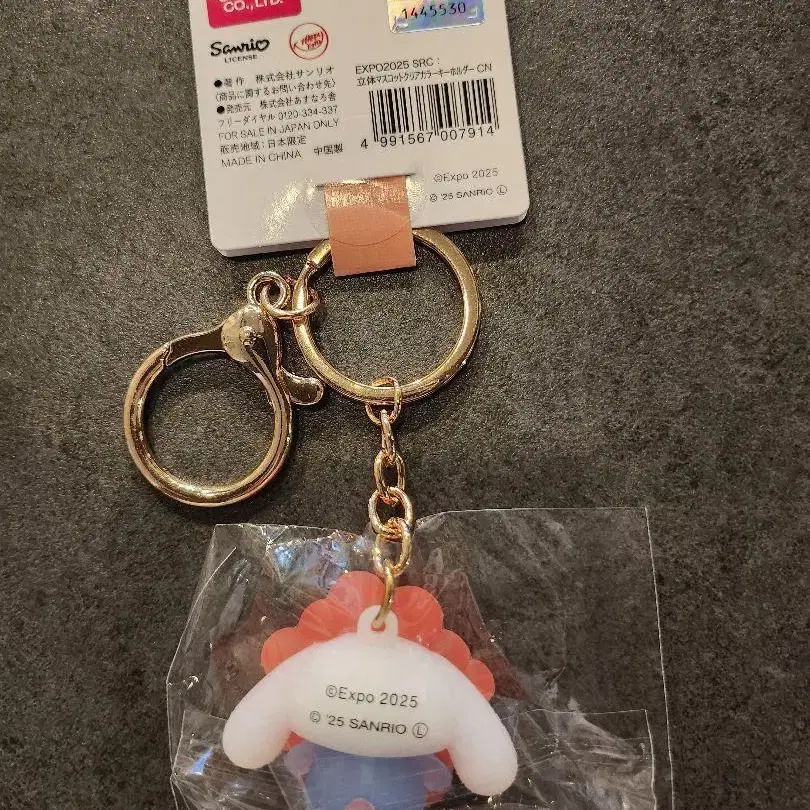 CO.,LTD.
1445530
Sanrio
LICENSE
●著作 株式会社サンリオ
(商品に関するお問い合わせ先)
●発売元 株式会社あすなろ舎
フリーダイヤル 0120-334-337
FOR SALE IN JAPAN ONLY
販売地域:日本限定
MADE IN CHINA 中国製
EXPO2025 SRC:
立体マスコットクリアカラーキーホルダー CN
4 991567 007914
©Expo 2025
© '25 SANRIO Ⓛ
©Expo 2025
© '25 SANRIO Ⓛ